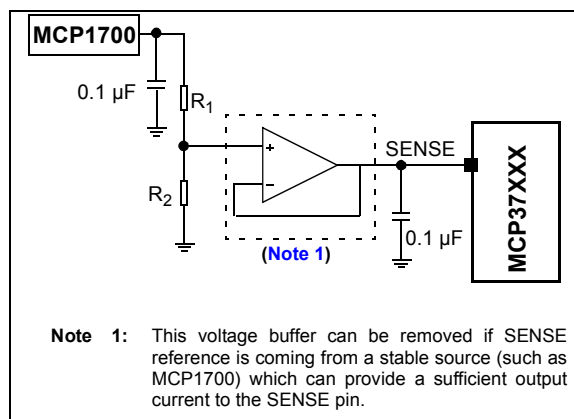 MCP1700
0.1 µF
R1
R2
+
–
SENSE
(Note 1)
0.1 µF
MCP37XXX
Note 1: This voltage buffer can be removed if SENSE
reference is coming from a stable source (such as
MCP1700) which can provide a sufficient output
current to the SENSE pin.